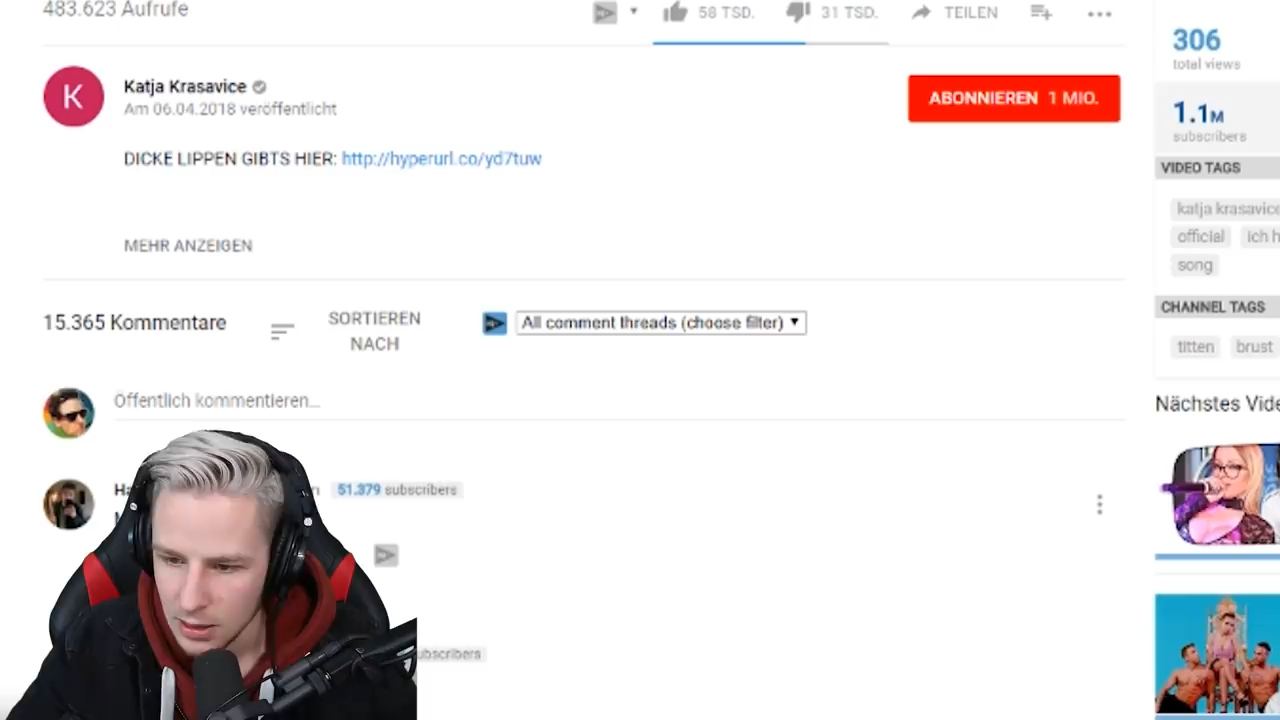 483.623 Aufrufe
58 TSD.
31 TSD.
TEILEN
K
Katja Krasavice
Am 06.04.2018 veröffentlicht
ABONNIEREN 1 MIO.
DICKE LIPPEN GIBTS HIER: http://hyperurl.co/yd7tuw
MEHR ANZEIGEN
15.365 Kommentare
SORTIEREN
NACH
All comment threads (choose filter)
Öffentlich kommentieren...
51.379 subscribers
306
total views
1.1M
subscribers
VIDEO TAGS
katja krasavice
official
ich h
song
CHANNEL TAGS
titten
brust
Nächstes Vide